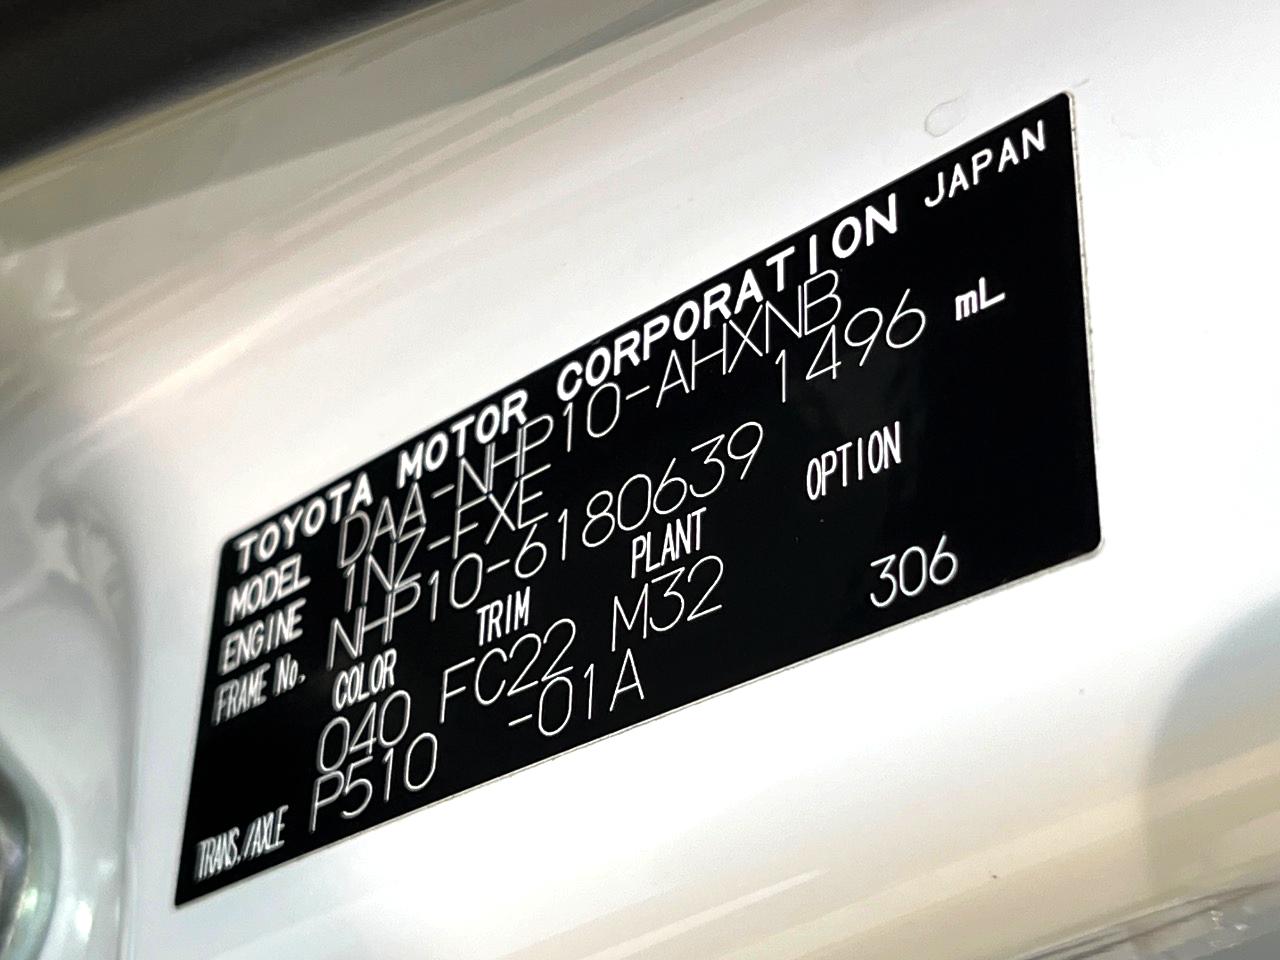 TOYOTA MOTOR CORPORATION JAPAN
MODEL DAA-NHP10-AHXNB
ENGINE 1NZ-FXE 1496 mL
FRAME No. NHP10-6180639
COLOR TRIM PLANT OPTION
040 FC22 M32 306
TRANS./AXLE P510 -01A